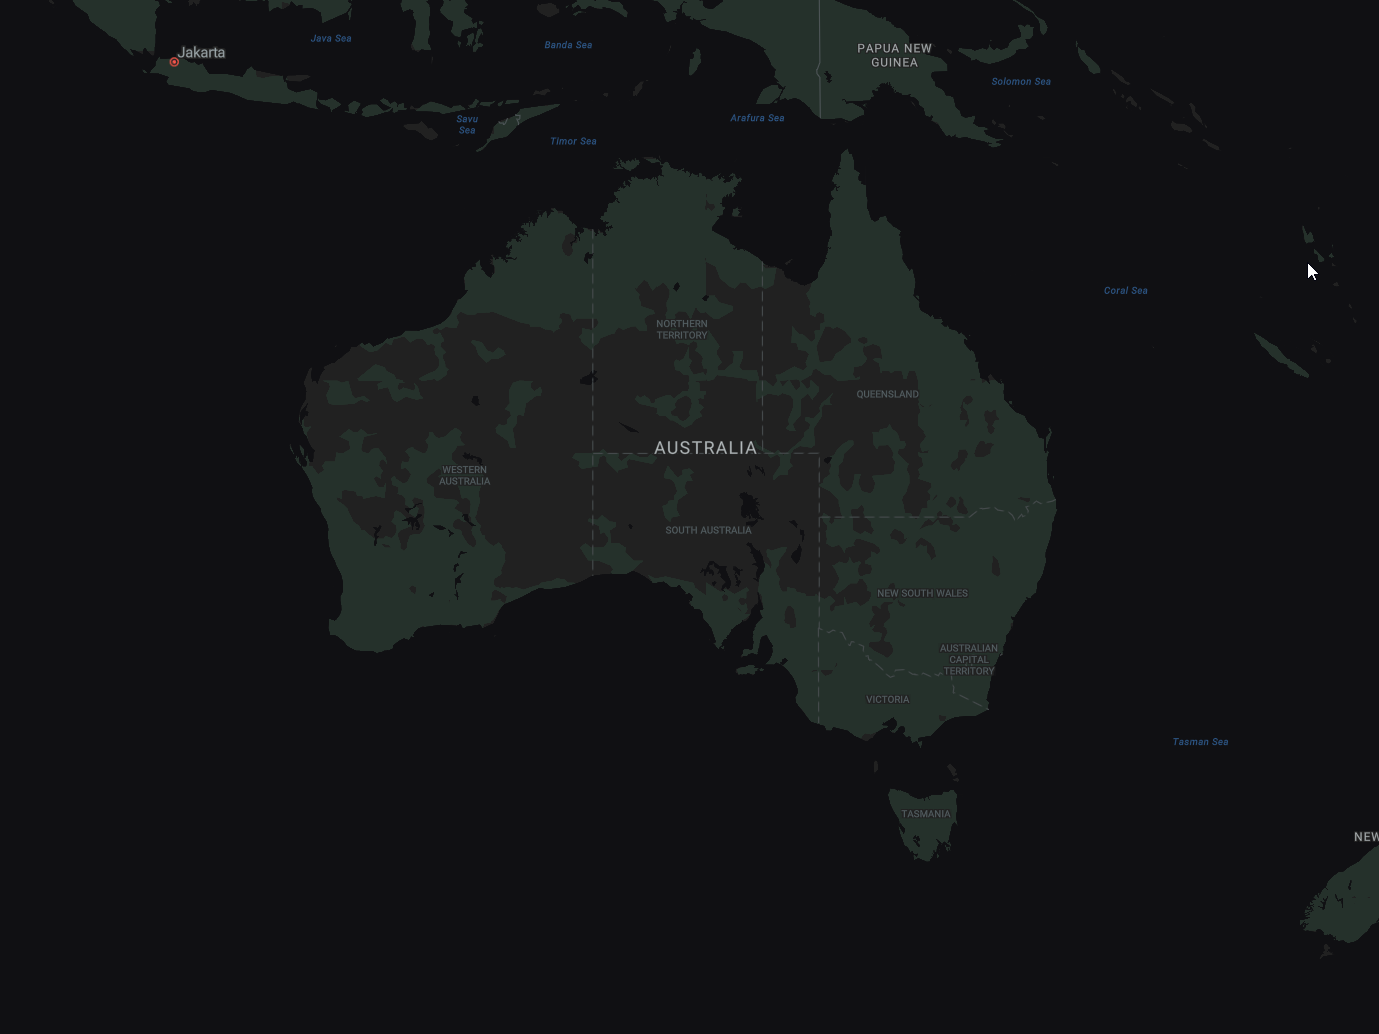 Java Sea
Banda Sea
PAPUA NEW
GUINEA
Jakarta
Solomon Sea
Savu
Sea
Arafura Sea
Timor Sea
Coral Sea
NORTHERN
TERRITORY
QUEENSLAND
AUSTRALIA
WESTERN
AUSTRALIA
SOUTH AUSTRALIA
NEW SOUTH WALES
AUSTRALIAN
CAPITAL
TERRITORY
VICTORIA
Tasman Sea
TASMANIA
NEW